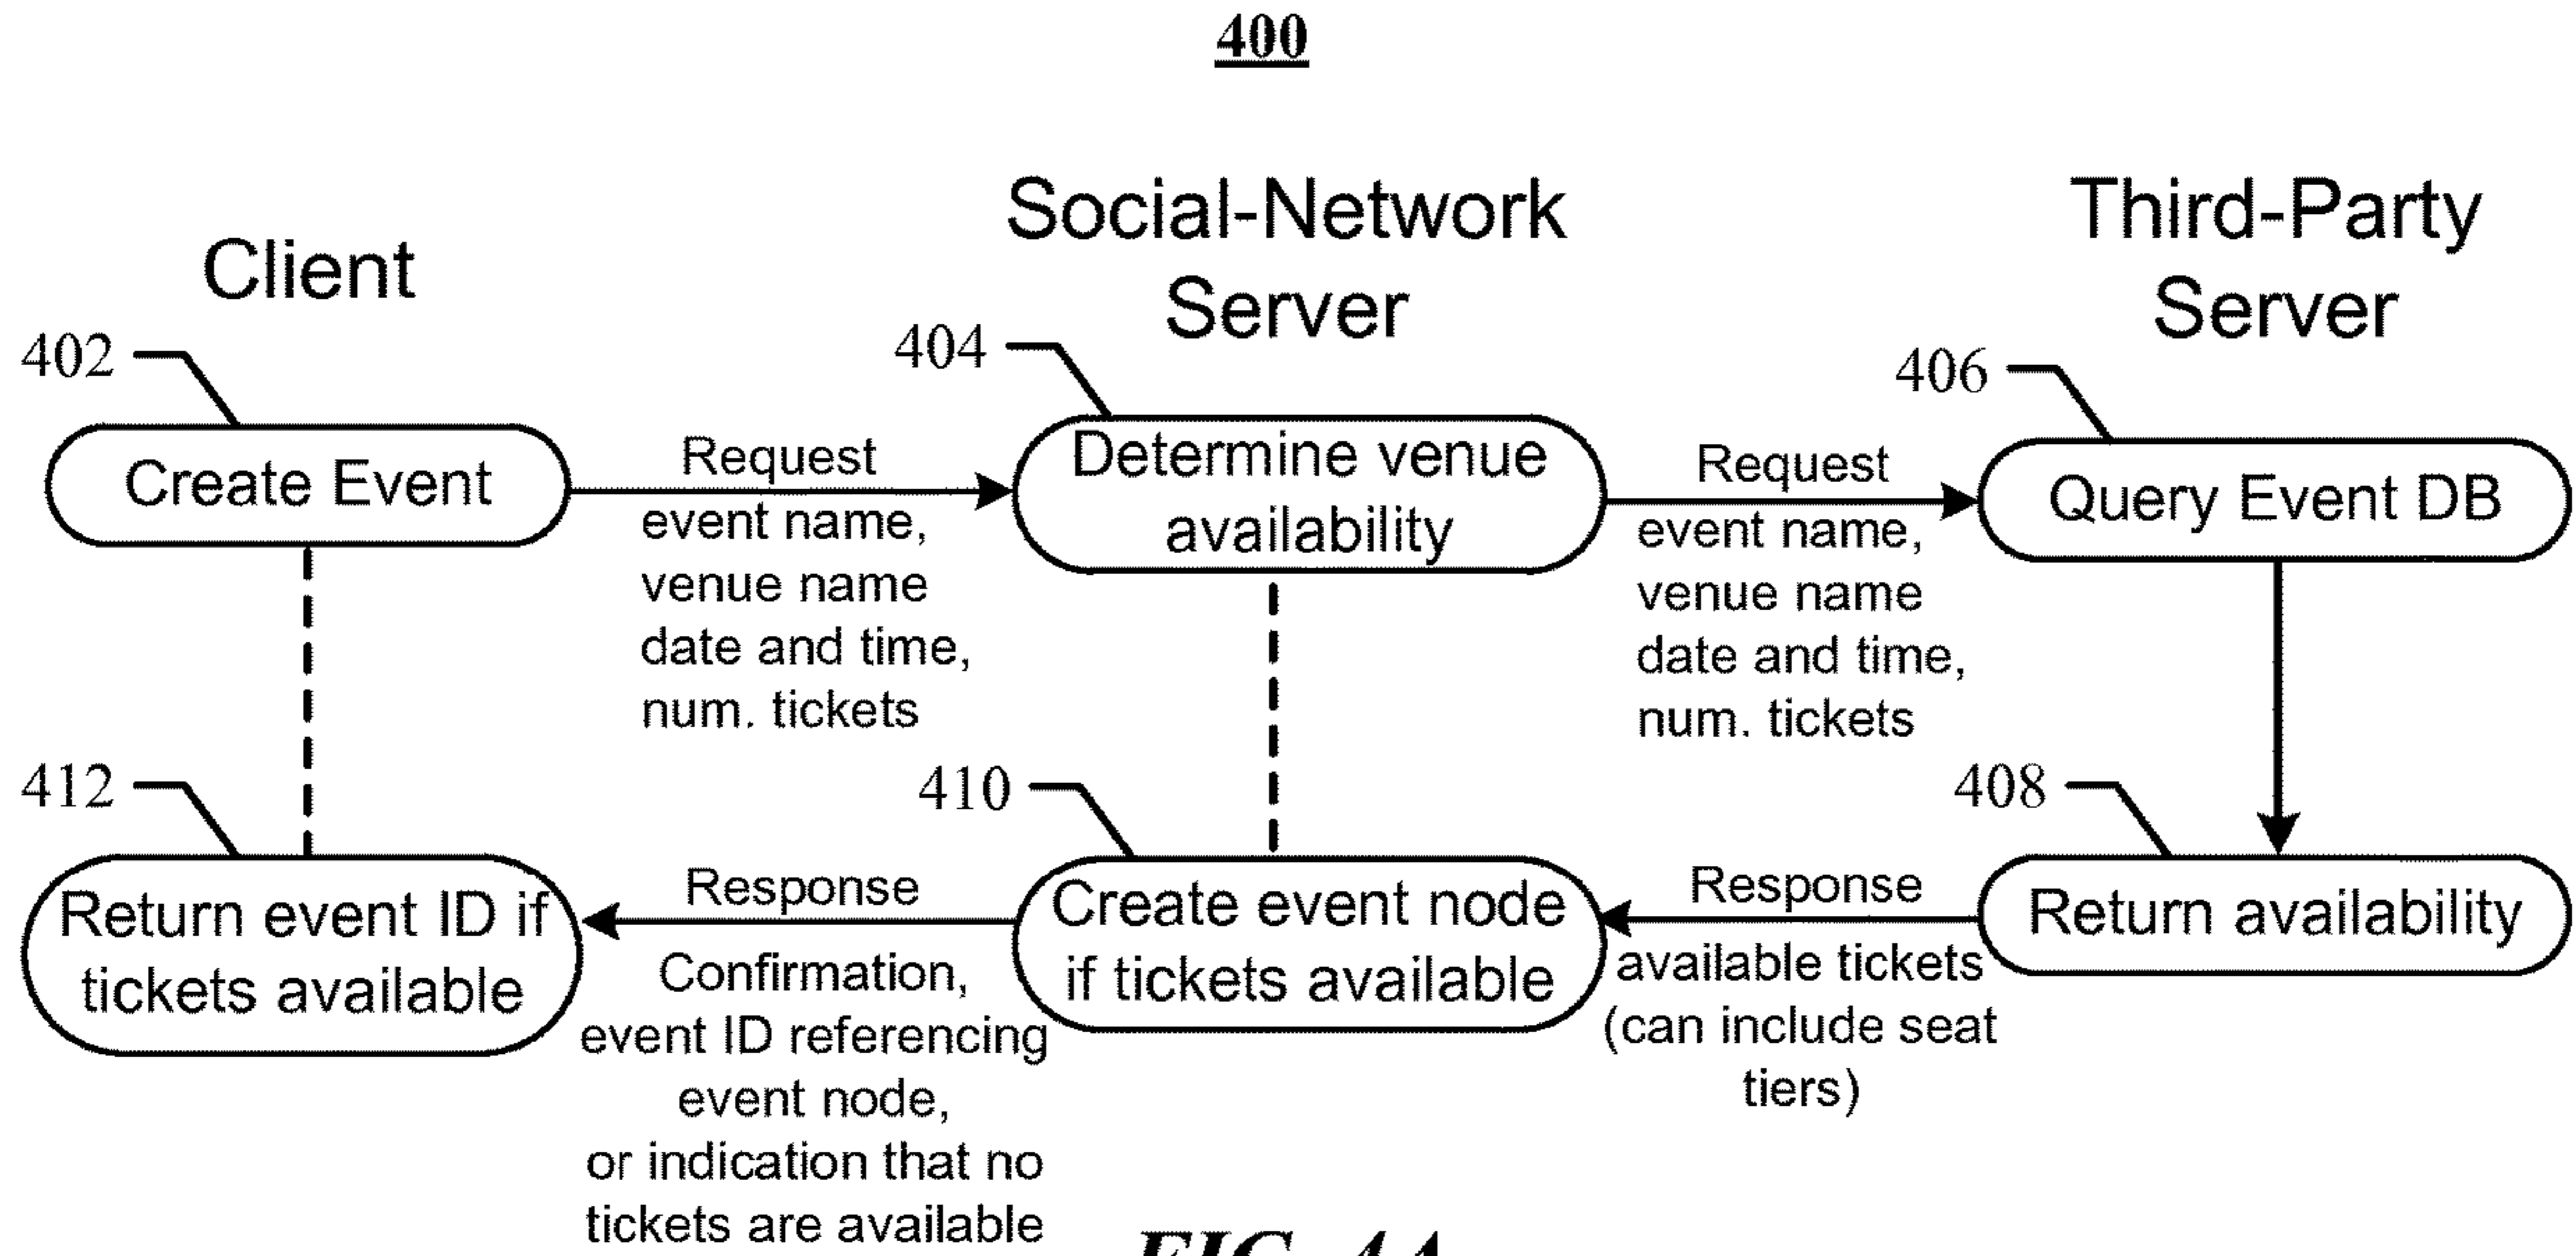 400
Client
Social-Network
Server
Third-Party
Server
402
404
406
Create Event
Request
event name,
venue name
date and time,
num. tickets
Determine venue
availability
Request
event name,
venue name
date and time,
num. tickets
Query Event DB
412
410
408
Return event ID if
tickets available
Response
Confirmation,
event ID referencing
event node,
or indication that no
tickets are available
Create event node
if tickets available
Response
available tickets
(can include seat
tiers)
Return availability
FIG. 4A